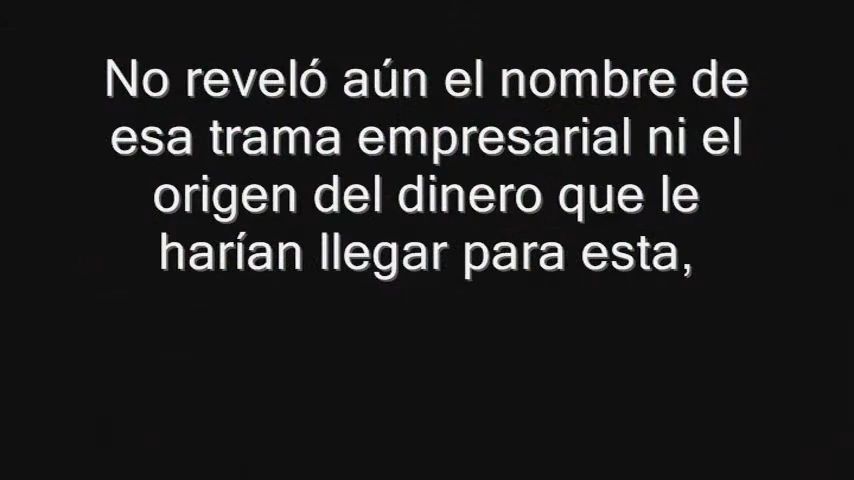 No reveló aún el nombre de
esa trama empresarial ni el
origen del dinero que le
harían llegar para esta,